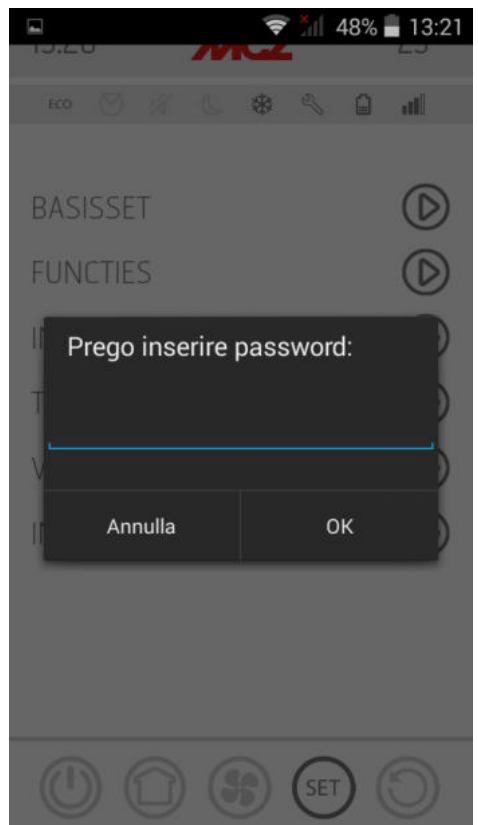 48% 13:21
MCZ
ECO
BASISSET
FUNCTIES
Prego inserire password:
Annulla OK
SET